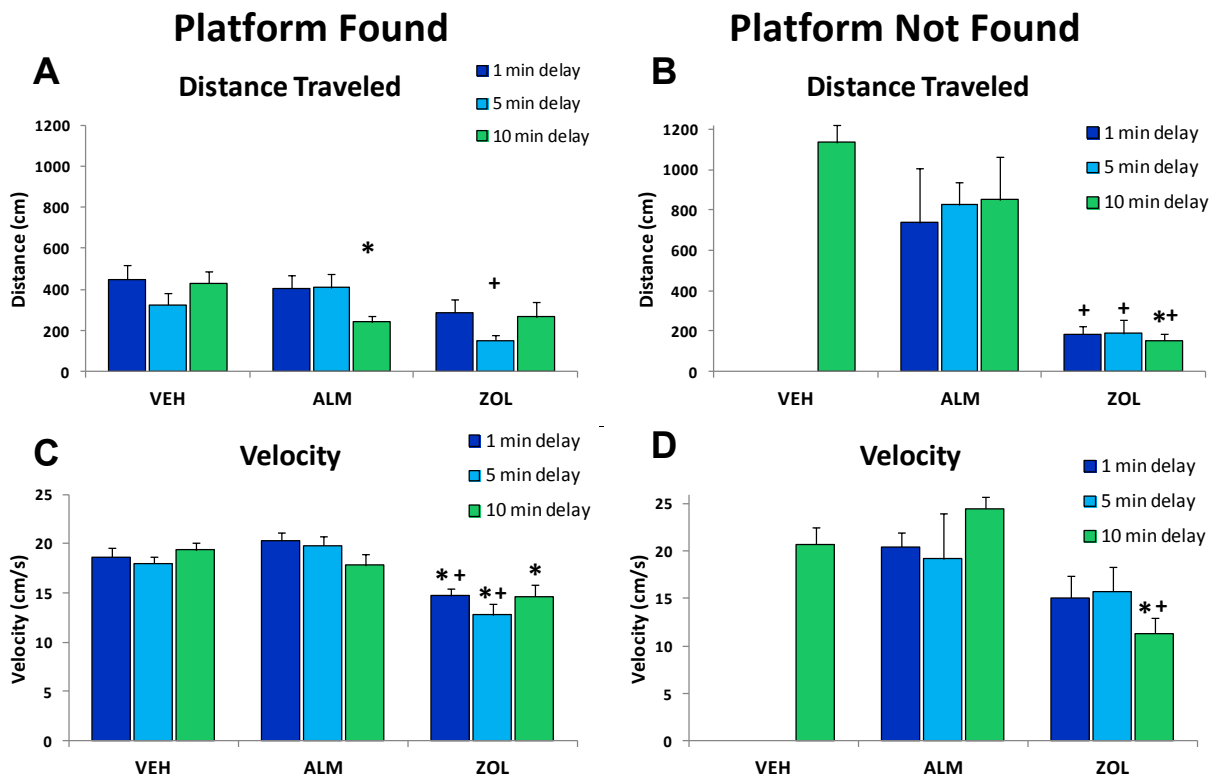 Platform Found
Platform Not Found
A
Distance Traveled
1 min delay
5 min delay
10 min delay
Distance (cm)
1200
1000
800
600
400
200
0
*
+
VEH
ALM
ZOL
B
Distance Traveled
1 min delay
5 min delay
10 min delay
Distance (cm)
1200
1000
800
600
400
200
0
+
+
*+
VEH
ALM
ZOL
C
Velocity
1 min delay
5 min delay
10 min delay
Velocity (cm/s)
25
20
15
10
5
0
* +
*+
*
VEH
ALM
ZOL
D
Velocity
1 min delay
5 min delay
10 min delay
Velocity (cm/s)
25
20
15
10
5
0
*+
VEH
ALM
ZOL